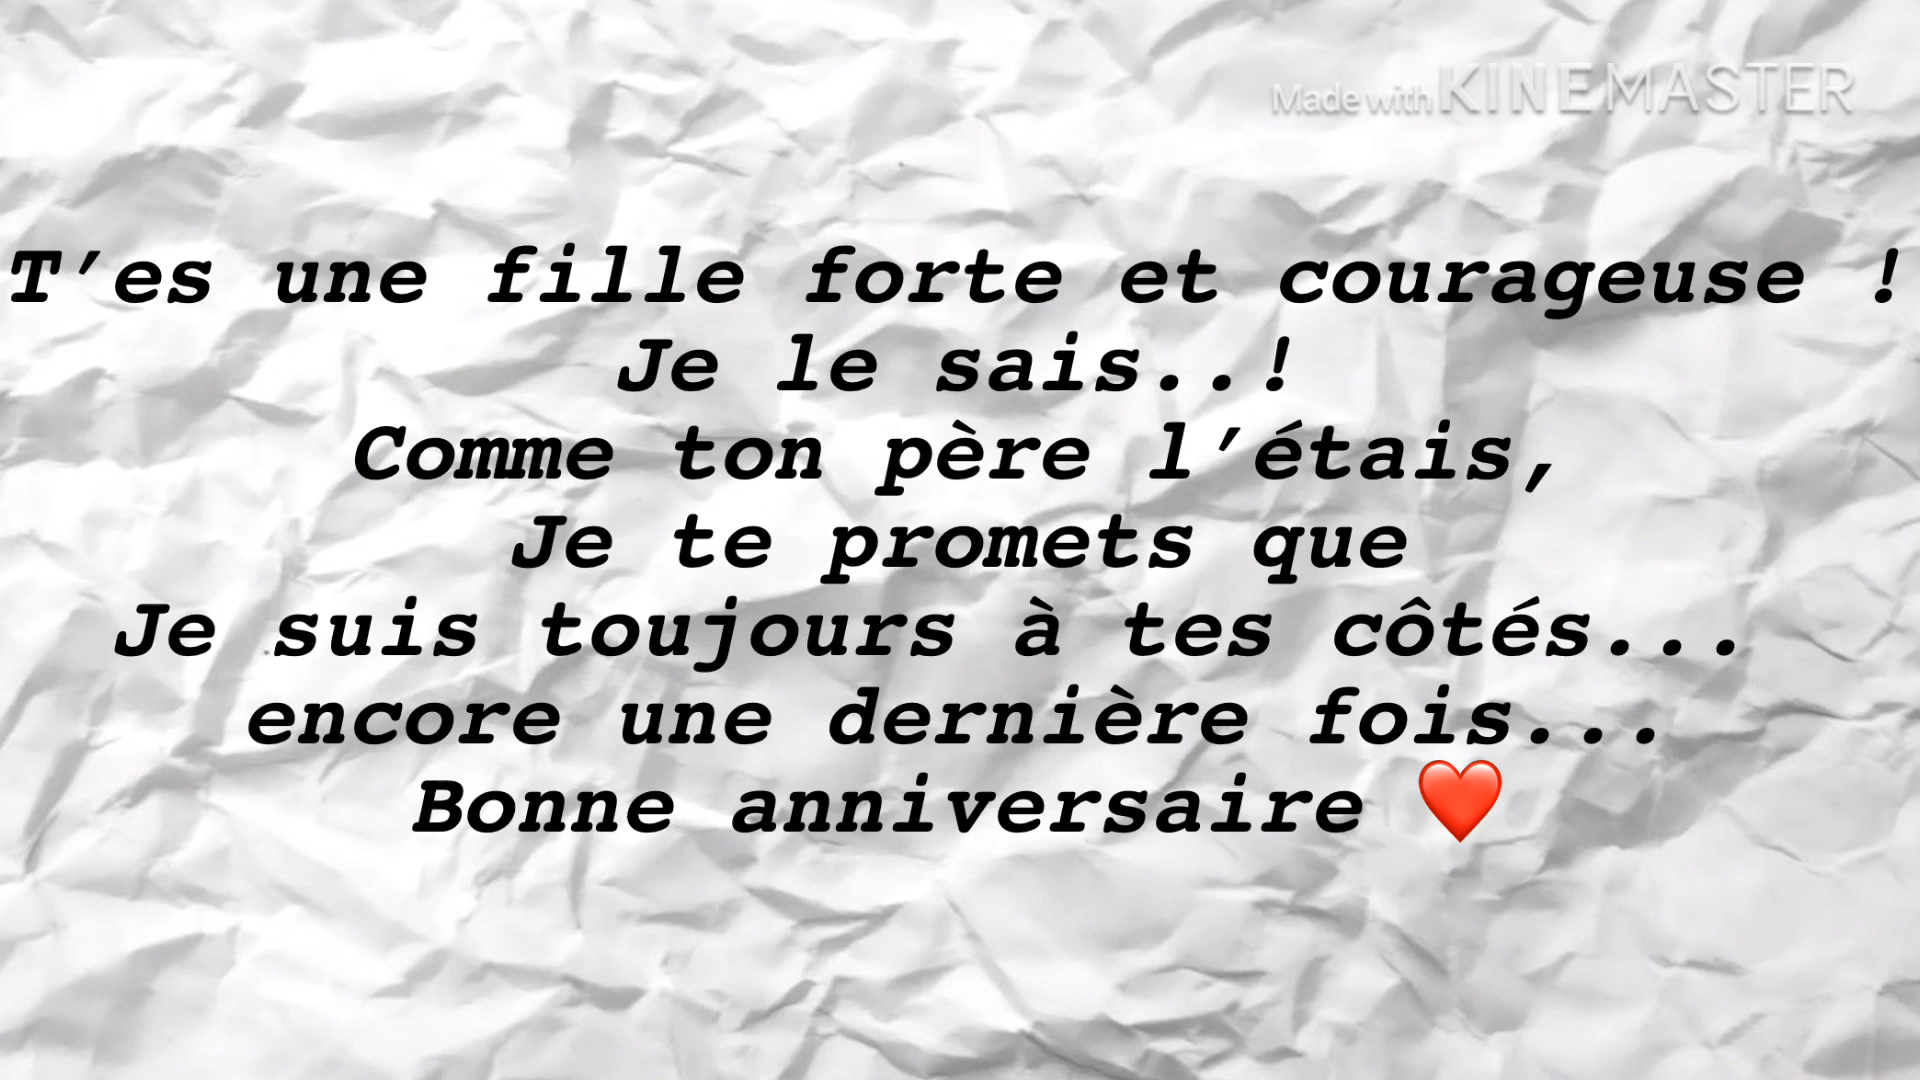 Made with KINEMASTER
T'es une fille forte et courageuse !
Je le sais..!
Comme ton père l'étais,
Je te promets que
Je suis toujours à tes côtés...
encore une dernière fois...
Bonne anniversaire ❤️